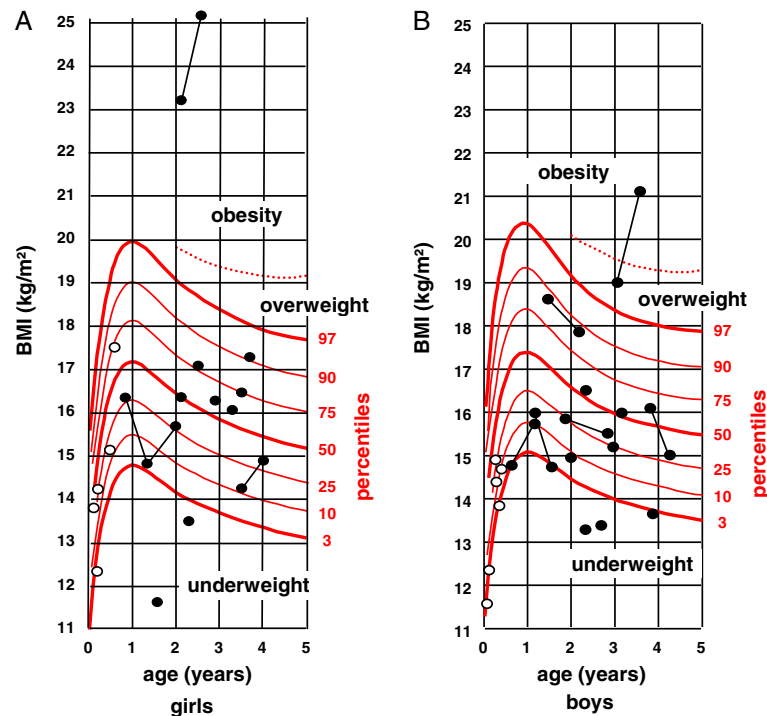 A
BMI (kg/m²)
25
24
23
22
21
20
19
18
17
16
15
14
13
12
11
obesity
overweight
underweight
97
90
75
50
25
10
3
percentiles
0 1 2 3 4 5
age (years)
girls
B
BMI (kg/m²)
25
24
23
22
21
20
19
18
17
16
15
14
13
12
11
obesity
overweight
underweight
97
90
75
50
25
10
3
percentiles
0 1 2 3 4 5
age (years)
boys